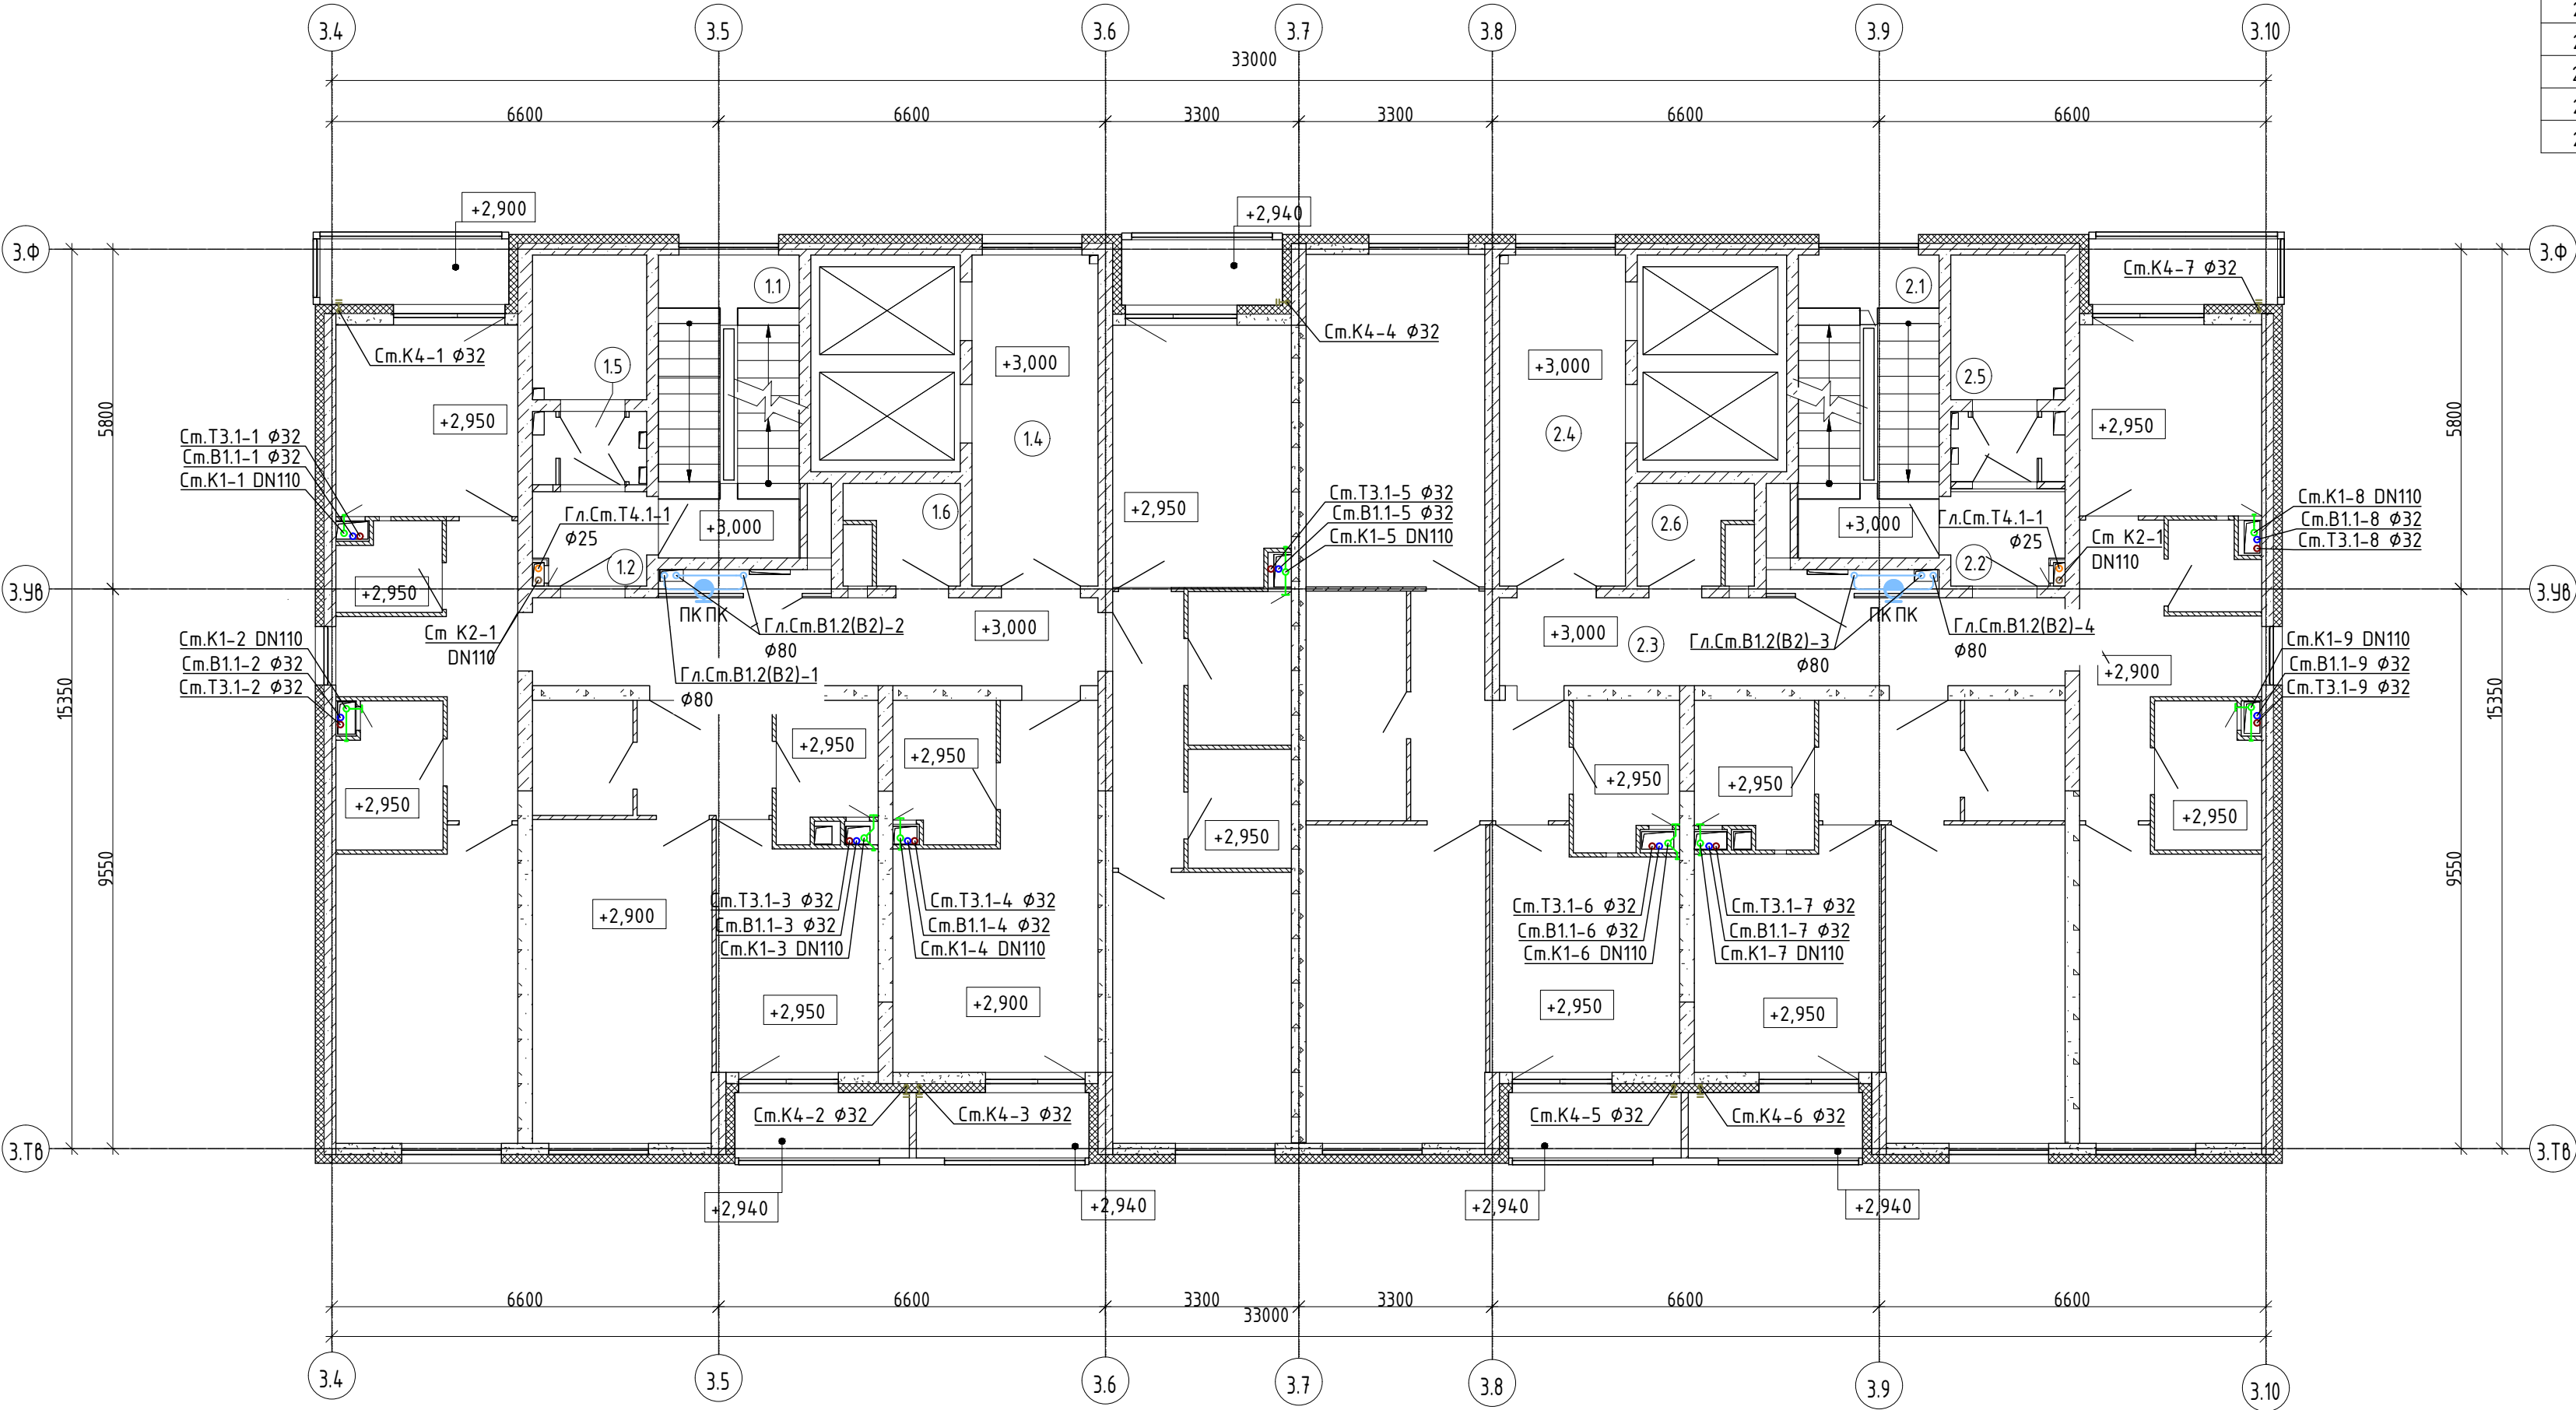 3.4
3.5
3.6
3.7
3.8
3.9
3.10
33000
6600
6600
3300
3300
6600
6600
+2,900
+2,940
3.Ф
3.Ф
Ст.К4-7 Ф32
1.1
2.1
Ст.К4-4 Ф32
Ст.К4-1 Ф32
1.5
+3,000
+3,000
2.5
5800
5800
+2,950
1.4
2.4
+2,950
Ст.Т3.1-1 Ф32
Ст.В1.1-1 Ф32
Ст.К1-1 DN110
+2,950
Ст.Т3.1-5 Ф32
Ст.В1.1-5 Ф32
Ст.К1-5 DN110
Ст.К1-8 DN110
Ст.В1.1-8 Ф32
Ст.Т3.1-8 Ф32
Гл.Ст.Т4.1-1
Ф25
+3,000
1.6
2.6
+3,000
Гл.Ст.Т4.1-1
Ф25
Ст К2-1
DN110
1.2
2.2
3.Ув
+2,950
3.Ув
ПК ПК
ПК ПК
Ст К2-1
DN110
Гл.Ст.В1.2(В2)-2
Ф80
+3,000
+3,000
2.3
Гл.Ст.В1.2(В2)-3
Ф80
Гл.Ст.В1.2(В2)-4
Ф80
Ст.К1-2 DN110
Ст.В1.1-2 Ф32
Ст.Т3.1-2 Ф32
Гл.Ст.В1.2(В2)-1
Ф80
+2,900
Ст.К1-9 DN110
Ст.В1.1-9 Ф32
Ст.Т3.1-9 Ф32
15350
15350
+2,950
+2,950
+2,950
+2,950
+2,950
+2,950
+2,950
9550
9550
Ст.Т3.1-3 Ф32
Ст.В1.1-3 Ф32
Ст.К1-3 DN110
Ст.Т3.1-4 Ф32
Ст.В1.1-4 Ф32
Ст.К1-4 DN110
Ст.Т3.1-6 Ф32
Ст.В1.1-6 Ф32
Ст.К1-6 DN110
Ст.Т3.1-7 Ф32
Ст.В1.1-7 Ф32
Ст.К1-7 DN110
+2,900
+2,950
+2,900
+2,950
+2,950
Ст.К4-2 Ф32
Ст.К4-3 Ф32
Ст.К4-5 Ф32
Ст.К4-6 Ф32
3.Тв
3.Тв
+2,940
+2,940
+2,940
+2,940
6600
6600
3300
3300
6600
6600
33000
3.4
3.5
3.6
3.7
3.8
3.9
3.10